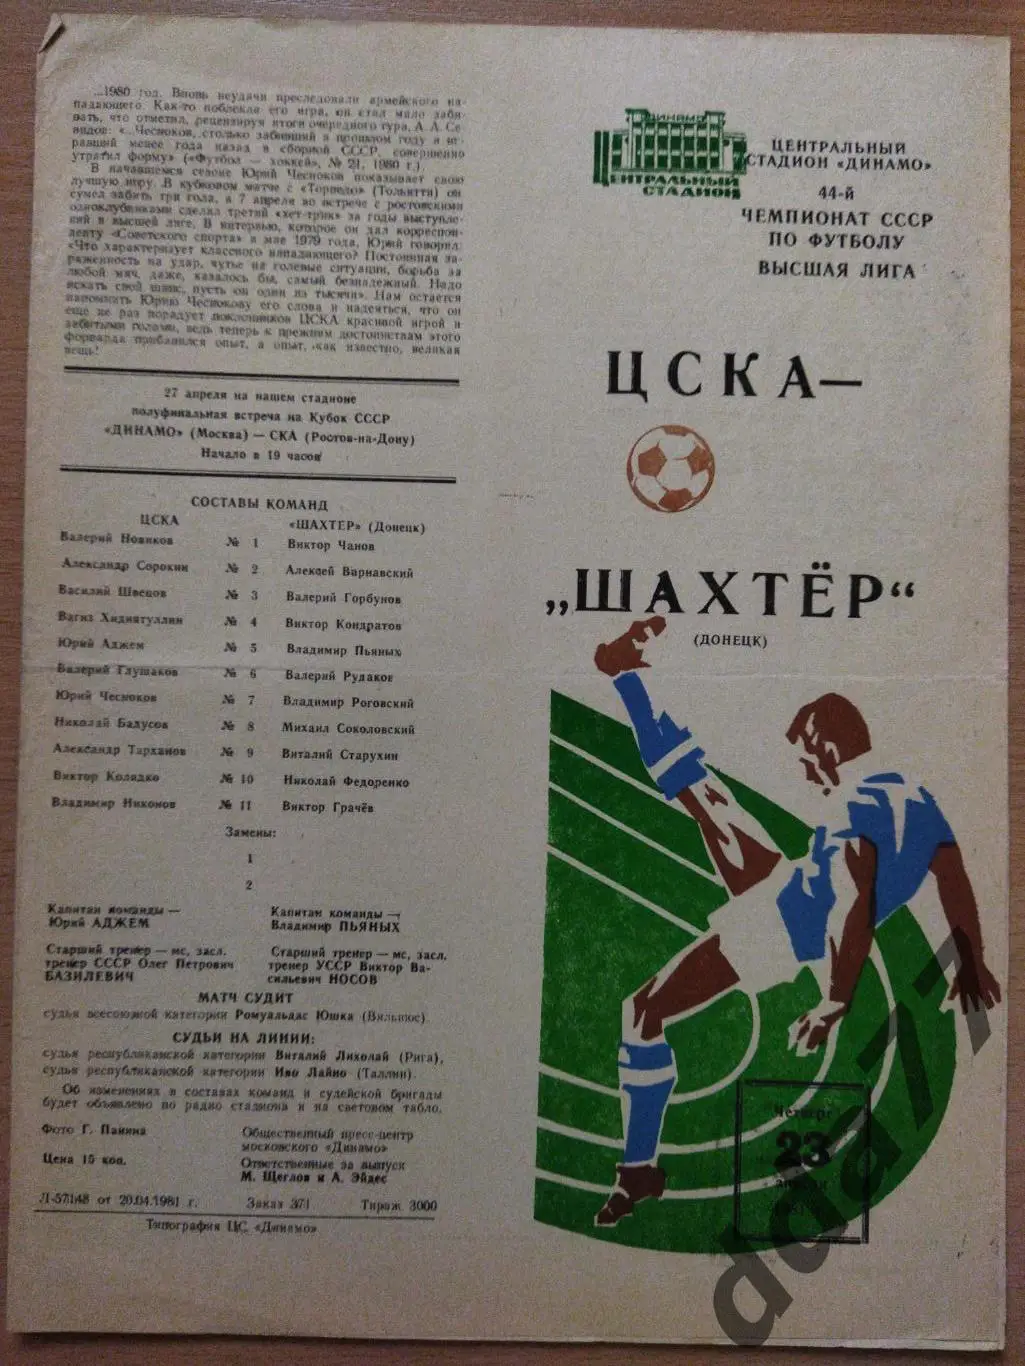 ...1980 год. Вновь неудачи преследовали армейского на-
падающего. Как-то поблекла его игра, он стал мало заби-
вать, что отметил, рецензируя итоги очередного тура, А. А. Се-
видов: «...Чесноков, столько забивший в прошлом году и иг-
равший менее года назад в сборной СССР, совершенно
утратил форму» («Футбол — хоккей», № 21, 1980 г.)
В начавшемся сезоне Юрий Чесноков показывает свою
лучшую игру. В кубковом матче с «Торпедо» (Тольятти) он
сумел забить три гола, а 7 апреля во встрече с ростовскими
одноклубниками сделал третий «хет-трик» за годы выступле-
ний в высшей лиге. В интервью, которое он дал корреспон-
денту «Советского спорта» в мае 1979 года, Юрий говорил:
«Что характеризует классного нападающего? Постоянная за-
ряженность на удар, чутье на голевые ситуации, борьба за
любой мяч, даже, казалось бы, самый безнадежный. Надо
искать свой шанс, пусть он один из тысячи». Нам остается
напомнить Юрию Чеснокову его слова и надеяться, что он
еще не раз порадует поклонников ЦСКА красивой игрой и
забитыми голами, ведь теперь к прежним достоинствам этого
форварда прибавился опыт, а опыт, как известно, великая
вещь!
27 апреля на нашем стадионе
полуфинальная встреча на Кубок СССР
«ДИНАМО» (Москва) — СКА (Ростов-на-Дону)
Начало в 19 часов
СОСТАВЫ КОМАНД
ЦСКА «ШАХТЕР» (Донецк)
Валерий Новиков № 1 Виктор Чанов
Александр Сорокин № 2 Алексей Варнавский
Василий Швецов № 3 Валерий Горбунов
Вагиз Хидиятуллин № 4 Виктор Кондратов
Юрий Аджем № 5 Владимир Пьяных
Валерий Глушаков № 6 Валерий Рудаков
Юрий Чесноков № 7 Владимир Роговский
Николай Бадусов № 8 Михаил Соколовский
Александр Тарханов № 9 Виталий Старухин
Виктор Колядко № 10 Николай Федоренко
Владимир Никонов № 11 Виктор Грачёв
Замены:
1
2
Капитан команды —
Юрий АДЖЕМ
Капитан команды —
Владимир ПЬЯНЫХ
Старший тренер — мс, засл.
тренер СССР Олег Петрович
БАЗИЛЕВИЧ
Старший тренер — мс, засл.
тренер УССР Виктор Ва-
сильевич НОСОВ
МАТЧ СУДИТ
судья всесоюзной категории Ромуальдас Юшка (Вильнюс).
СУДЬИ НА ЛИНИИ:
судья республиканской категории Виталий Лиходай (Рига),
судья республиканской категории Иво Лайно (Таллин).
Об изменениях в составах команд и судейской бригады
будет объявлено по радио стадиона и на световом табло.
Фото Г. Панина
Цена 15 коп.
Общественный пресс-центр
московского «Динамо»
Ответственные за выпуск
М. Щеглов и А. Эйдес
Л-57148 от 20.04.1981 г. Заказ 371 Тираж 3000
Типография ЦС «Динамо»
ДИНАМО
ЦЕНТРАЛЬНЫЙ
СТАДИОН
ЦЕНТРАЛЬНЫЙ
СТАДИОН «ДИНАМО»
44-й
ЧЕМПИОНАТ СССР
ПО ФУТБОЛУ
ВЫСШАЯ ЛИГА
ЦСКА—
„ШАХТЁР“
(ДОНЕЦК)
Четверг
23
апреля
1981
dda77